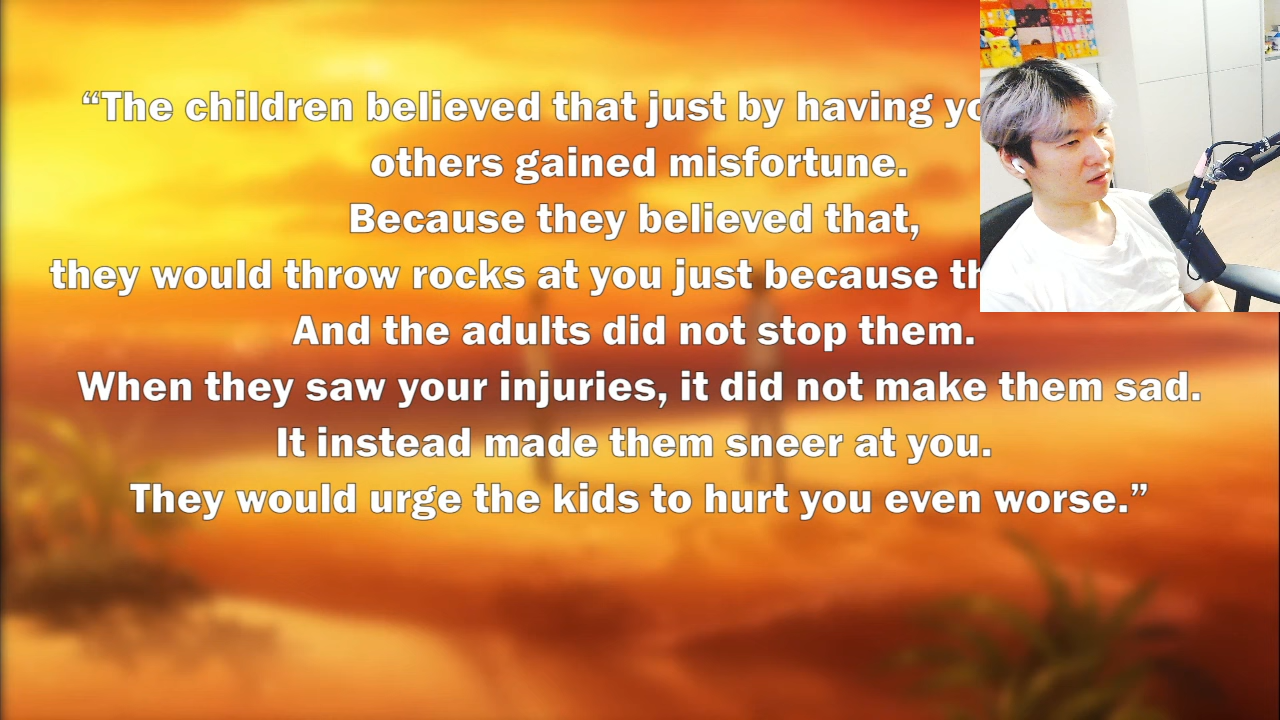 “The children believed that just by having
others gained misfortune.
Because they believed that,
they would throw rocks at you just because
And the adults did not stop them.
When they saw your injuries, it did not make them sad.
It instead made them sneer at you.
They would urge the kids to hurt you even worse.”